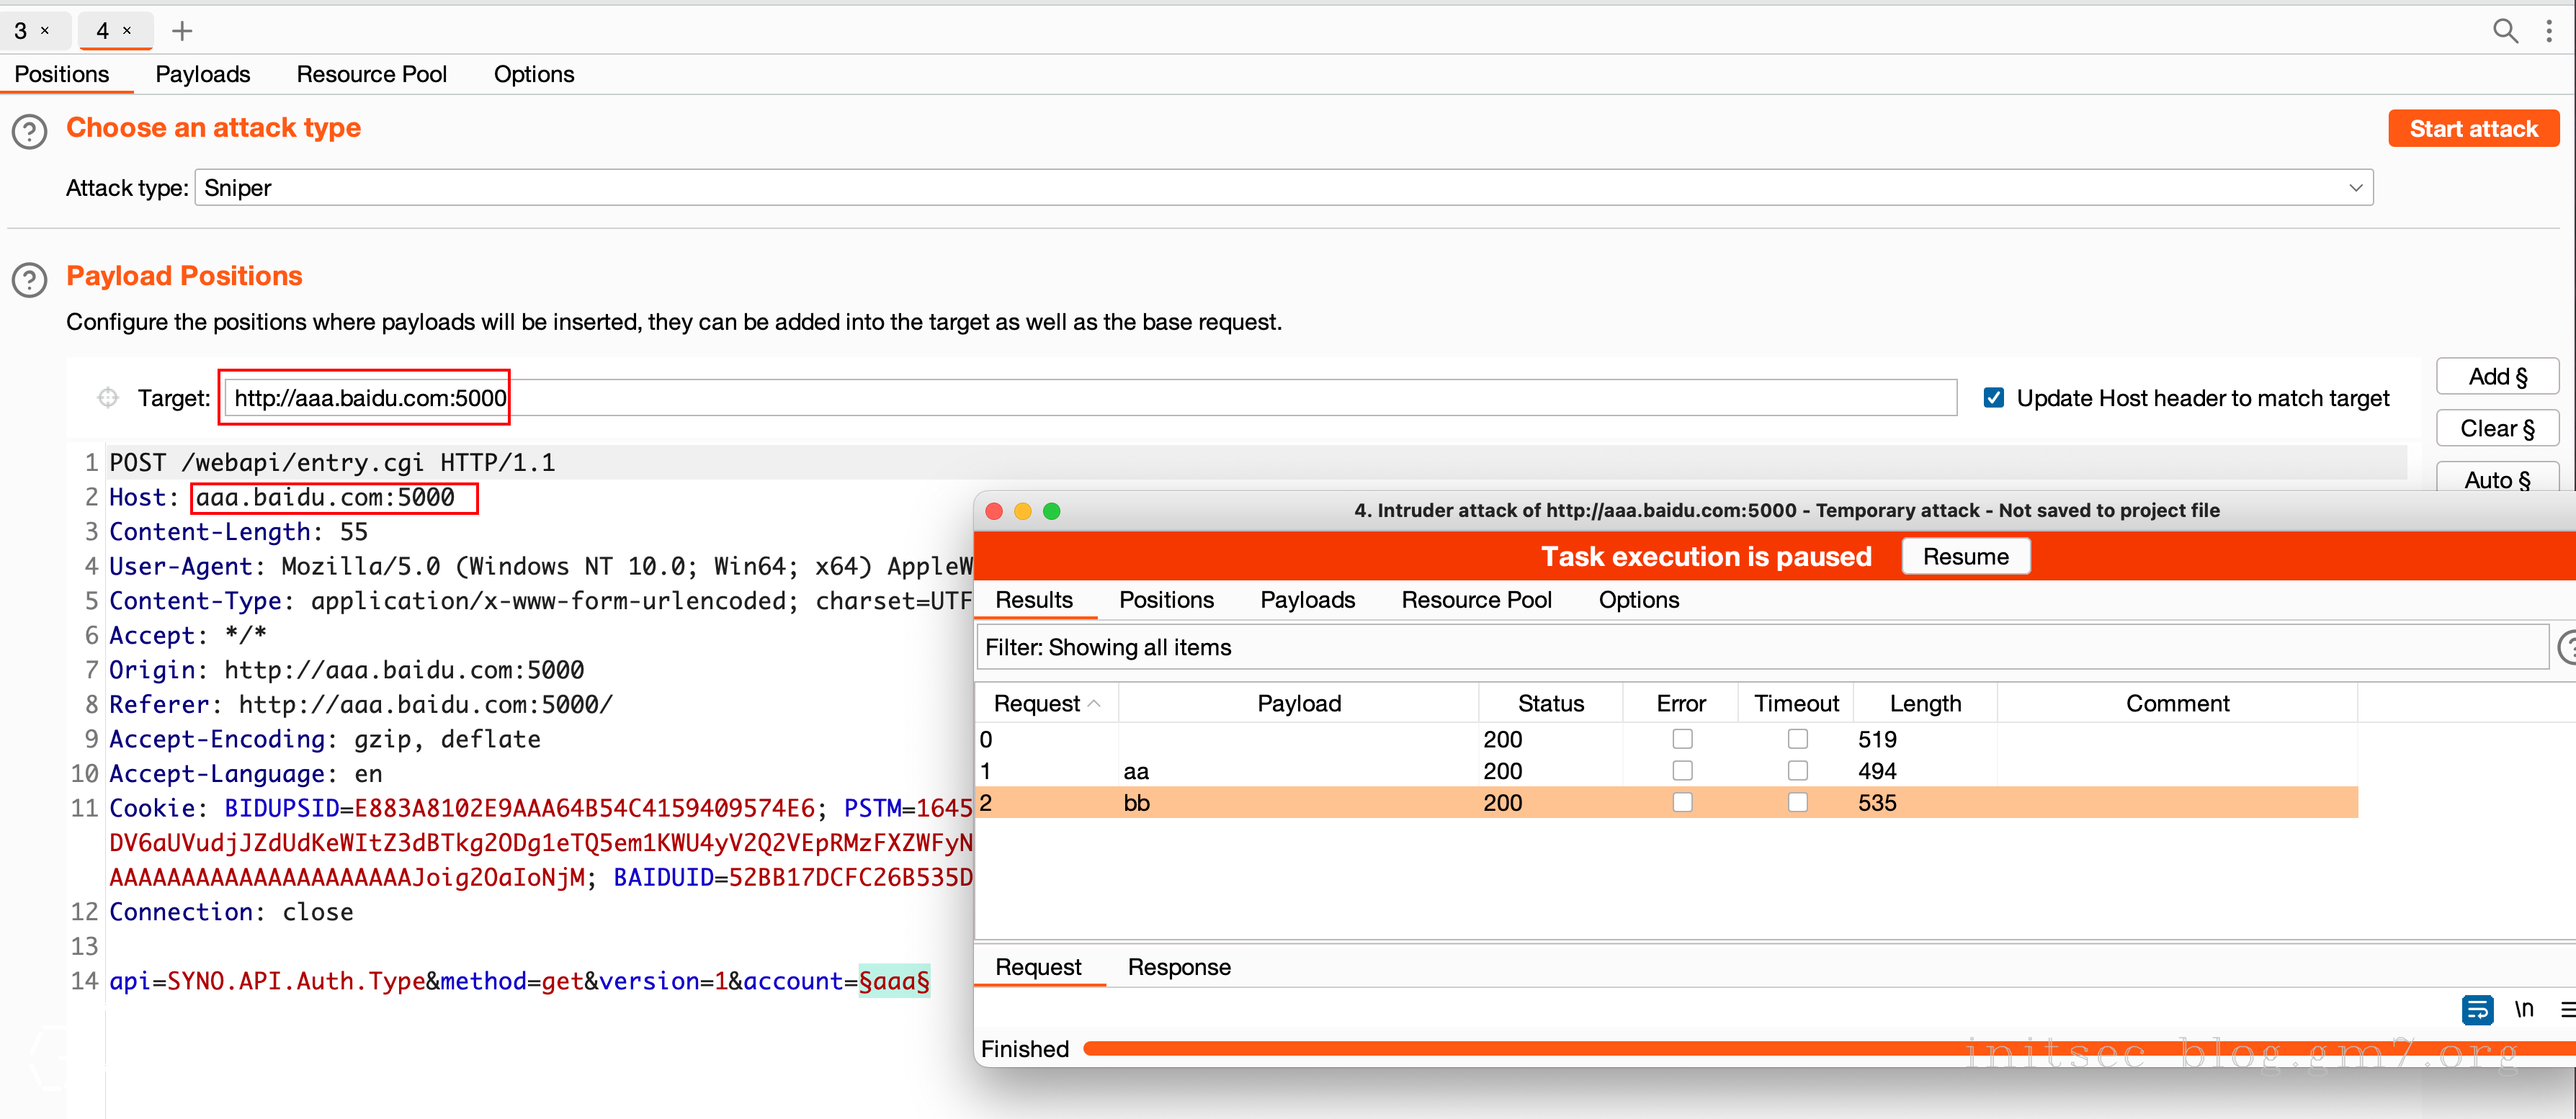 3 ×
4 ×
Positions
Payloads
Resource Pool
Options
Choose an attack type
Start attack
Attack type: Sniper
Payload Positions
Configure the positions where payloads will be inserted, they can be added into the target as well as the base request.
Target: http://aaa.baidu.com:5000
Update Host header to match target
Add §
Clear §
Auto §
1 POST /webapi/entry.cgi HTTP/1.1
2 Host: aaa.baidu.com:5000
3 Content-Length: 55
4 User-Agent: Mozilla/5.0 (Windows NT 10.0; Win64; x64) AppleW
5 Content-Type: application/x-www-form-urlencoded; charset=UTF
6 Accept: */*
7 Origin: http://aaa.baidu.com:5000
8 Referer: http://aaa.baidu.com:5000/
9 Accept-Encoding: gzip, deflate
10 Accept-Language: en
11 Cookie: BIDUPSID=E883A8102E9AAA64B54C4159409574E6; PSTM=1645
DV6aUVudjJZdUdKeWItZ3dBTkg2ODg1eTQ5em1KWU4yV2Q2VEpRMzFXZWFyN
AAAAAAAAAAAAAAAAAAAAAJoig2OaIoNjM; BAIDUID=52BB17DCFC26B535D
12 Connection: close
13
14 api=SYNO.API.Auth.Type&method=get&version=1&account=§aaa§
4. Intruder attack of http://aaa.baidu.com:5000 - Temporary attack - Not saved to project file
Task execution is paused
Resume
Results
Positions
Payloads
Resource Pool
Options
Filter: Showing all items
Request Payload Status Error Timeout Length Comment
0 200 519
1 aa 200 494
2 bb 200 535
Request
Response
\n
Finished
initsec blog.gm7.org